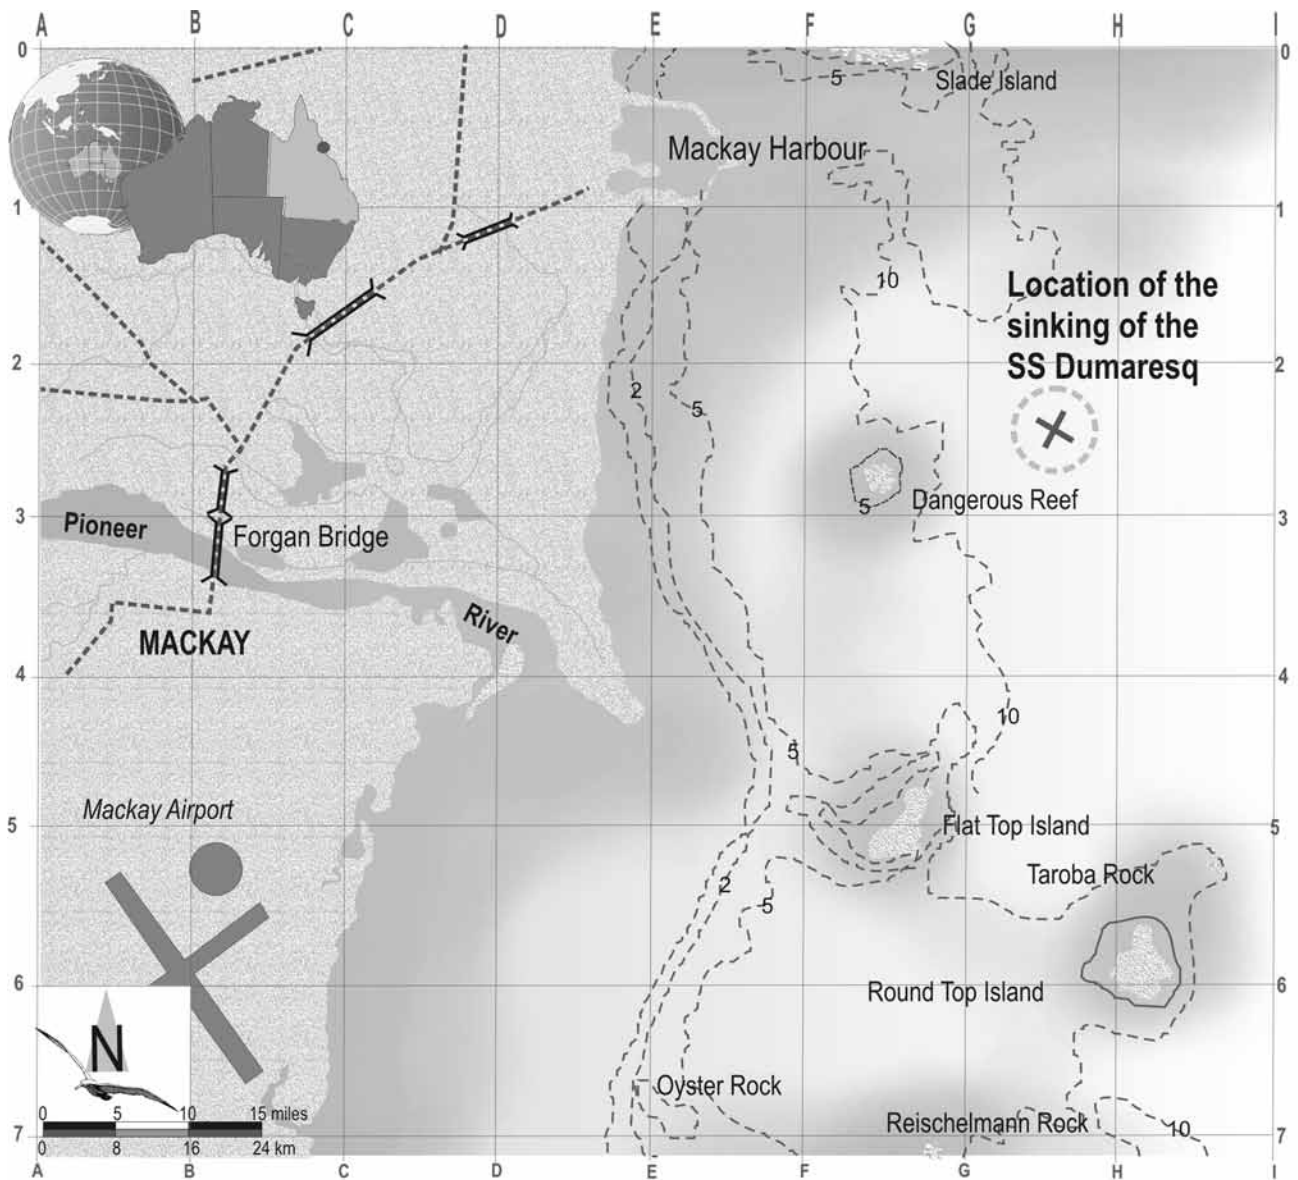 A B C D E F G H I
0 0
5
Slade Island
Mackay Harbour
1 1
10
Location of the
sinking of the
SS Dumaresq
2 2
2
5
Dangerous Reef
5
3 3
Pioneer
Forgan Bridge
River
MACKAY
4 4
10
5
Mackay Airport
Flat Top Island
5 5
Taroba Rock
2
5
6 6
Round Top Island
N
Oyster Rock
0 5 10 15 miles
Reischelmann Rock
10
7 7
0 8 16 24 km
A B C D E F G H I